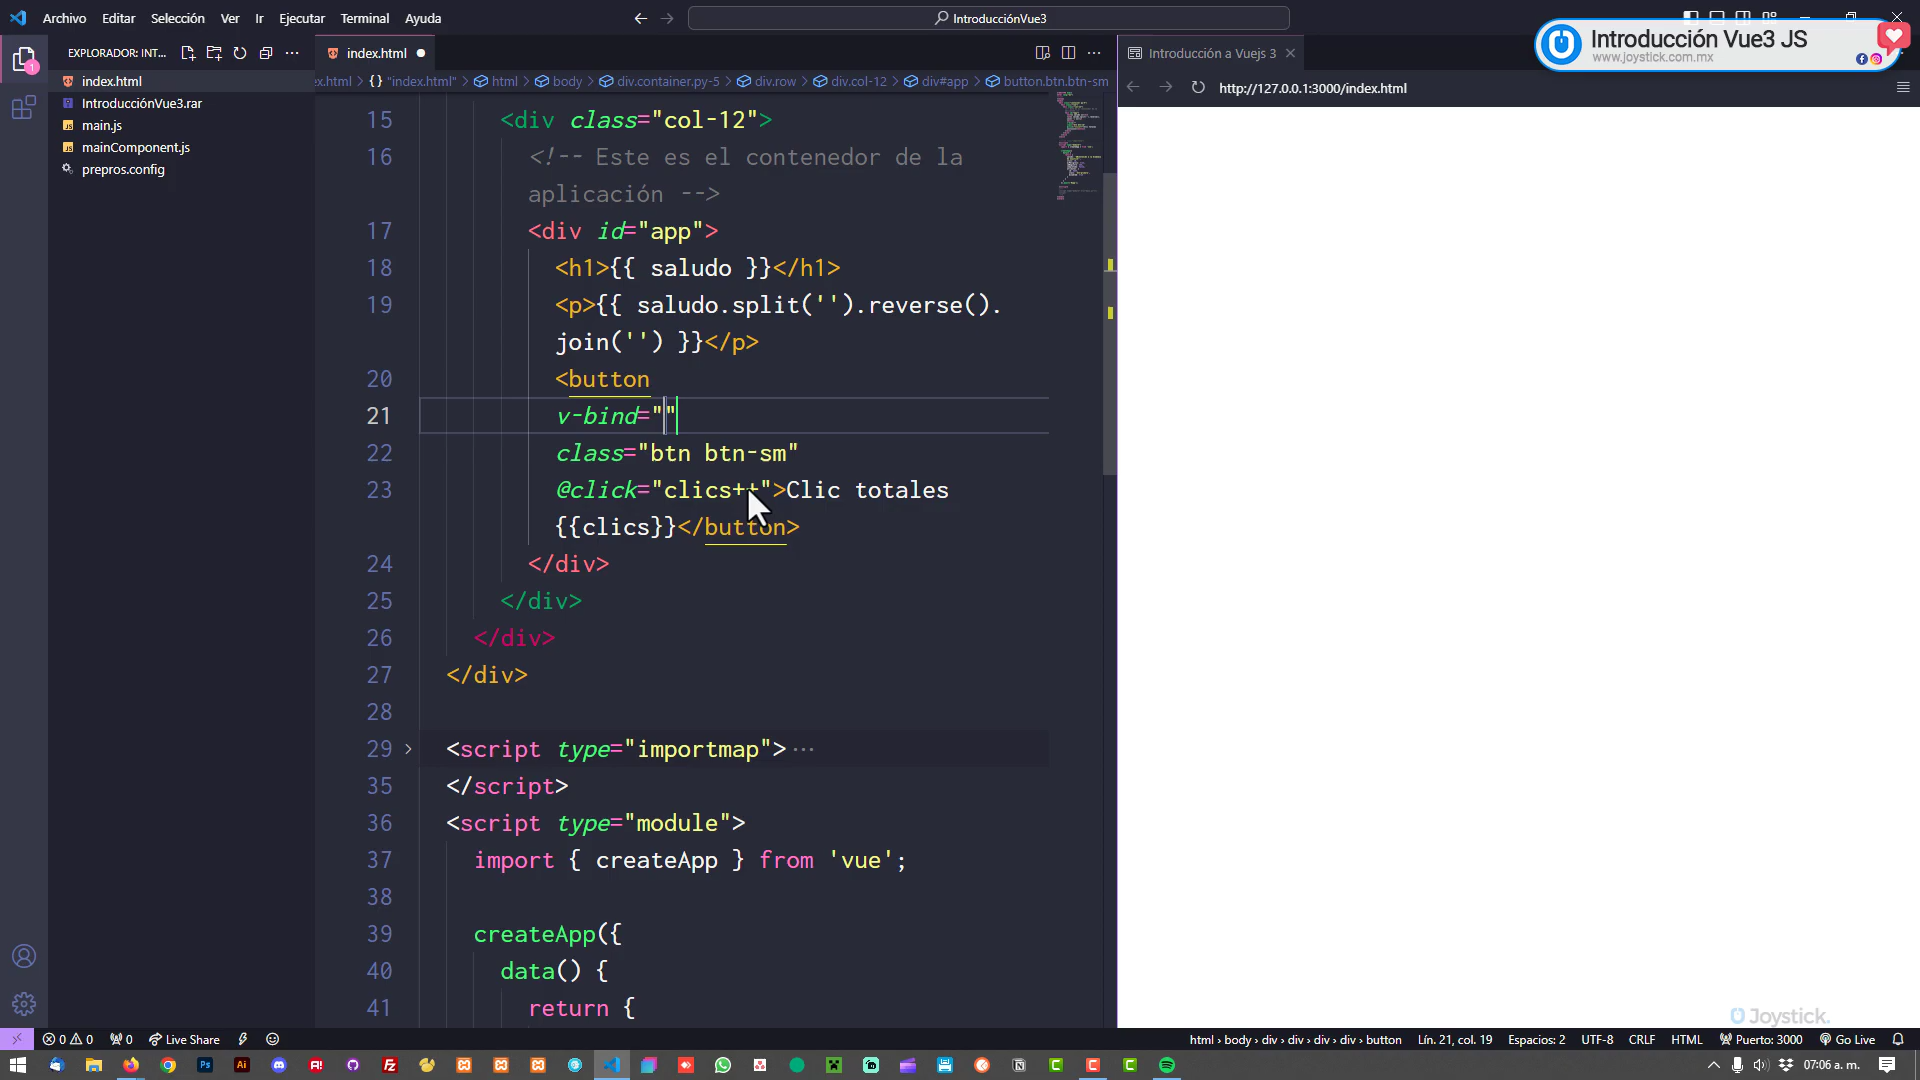 Archivo Editar Selección Ver Ir Ejecutar Terminal Ayuda
IntroducciónVue3
Introducción Vue3 JS
www.joystick.com.mx
EXPLORADOR: INT...
index.html
Introducción a Vuejs 3
index.html
IntroducciónVue3.rar
main.js
mainComponent.js
prepros.config
ex.html > {} "index.html" > html > body > div.container.py-5 > div.row > div.col-12 > div#app > button.btn.btn-sm
http://127.0.0.1:3000/index.html
15 <div class="col-12">
16 <!-- Este es el contenedor de la
aplicación -->
17 <div id="app">
18 <h1>{{ saludo }}</h1>
19 <p>{{ saludo.split('').reverse().
join('') }}</p>
20 <button
21 v-bind=""
22 class="btn btn-sm"
23 @click="clics++">Clic totales
{{clics}}</button>
24 </div>
25 </div>
26 </div>
27 </div>
28
29 <script type="importmap"> ...
35 </script>
36 <script type="module">
37 import { createApp } from 'vue';
38
39 createApp({
40 data() {
41 return {
Joystick.
0 0 0 Live Share
html > body > div > div > div > div > button Lín. 21, col. 19 Espacios: 2 UTF-8 CRLF HTML Puerto: 3000 Go Live
07:06 a. m.